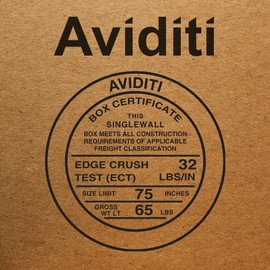 Aviditi
AVIDITI
BOX CERTIFICATE
THIS
SINGLEWALL
BOX MEETS ALL CONSTRUCTION
REQUIREMENTS OF APPLICABLE
FREIGHT CLASSIFICATION
EDGE CRUSH 32
TEST (ECT) LBS/IN
SIZE LIMIT 75 INCHES
GROSS
WT LT 65 LBS